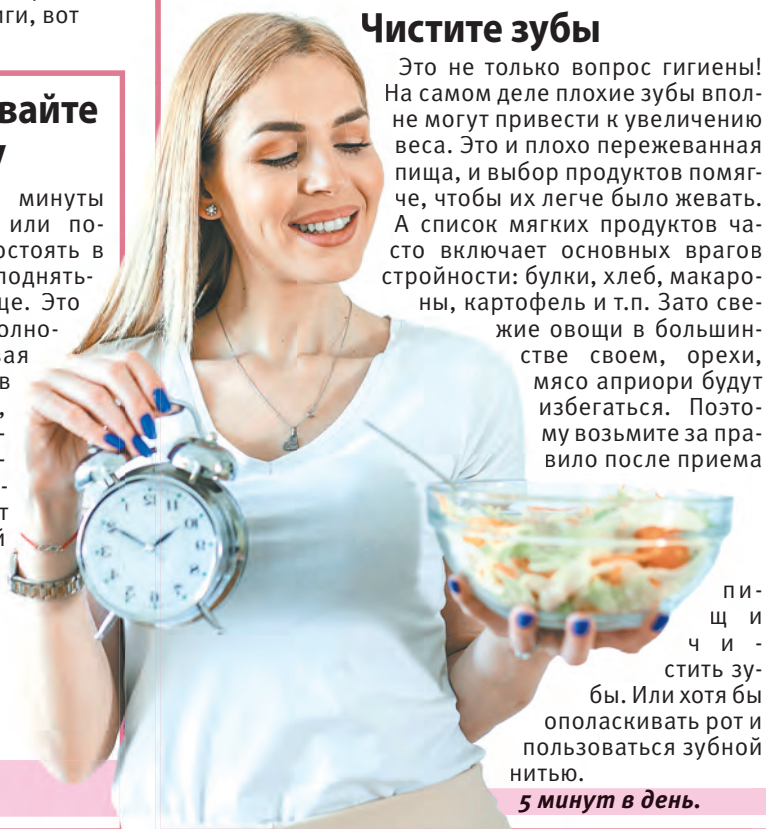 иги, вот
вайте
у
минуты
или по-
остоять в
поднять-
це. Это
олно-
вая
в
,
-
-
-
т
й
Чистите зубы
Это не только вопрос гигиены!
На самом деле плохие зубы впол-
не могут привести к увеличению
веса. Это и плохо пережеванная
пища, и выбор продуктов помяг-
че, чтобы их легче было жевать.
А список мягких продуктов ча-
сто включает основных врагов
стройности: булки, хлеб, макаро-
ны, картофель и т.п. Зато све-
жие овощи в большин-
стве своем, орехи,
мясо априори будут
избегаться. Поэто-
му возьмите за пра-
вило после приема
пи-
щи
чи-
стить зу-
бы. Или хотя бы
ополаскивать рот и
пользоваться зубной
нитью.
5 минут в день.